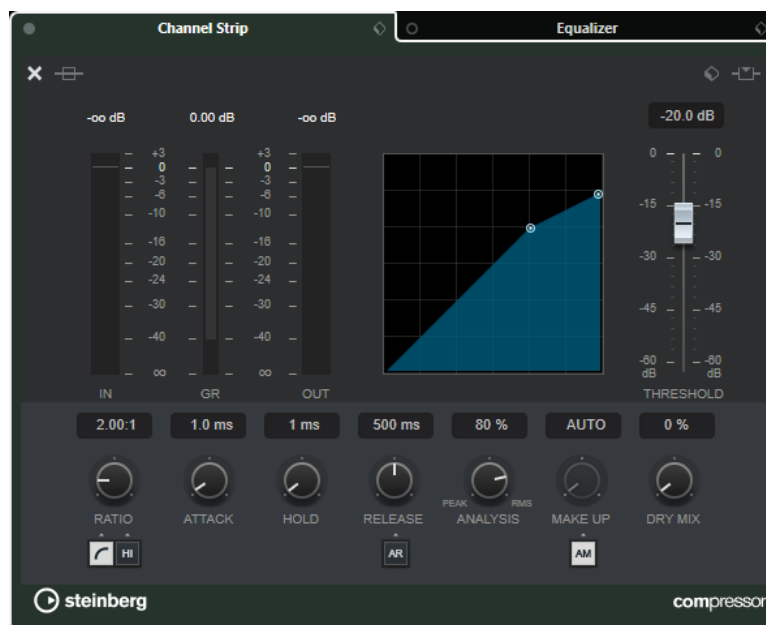 Channel Strip Equalizer
-oo dB 0.00 dB -oo dB -20.0 dB
+3 +3
0 0 0 0
-3 -3
-6 -6
-10 -10
-15 -15
-16 -16
-20 -20
-24 -24
-30 -30
-30 -30
-40 -40
-45 -45
-60 -60
∞ ∞ dB dB
IN GR OUT THRESHOLD
2.00:1 1.0 ms 1 ms 500 ms 80 % AUTO 0 %
PEAK RMS
RATIO ATTACK HOLD RELEASE ANALYSIS MAKE UP DRY MIX
HI AR AM
steinberg compressor